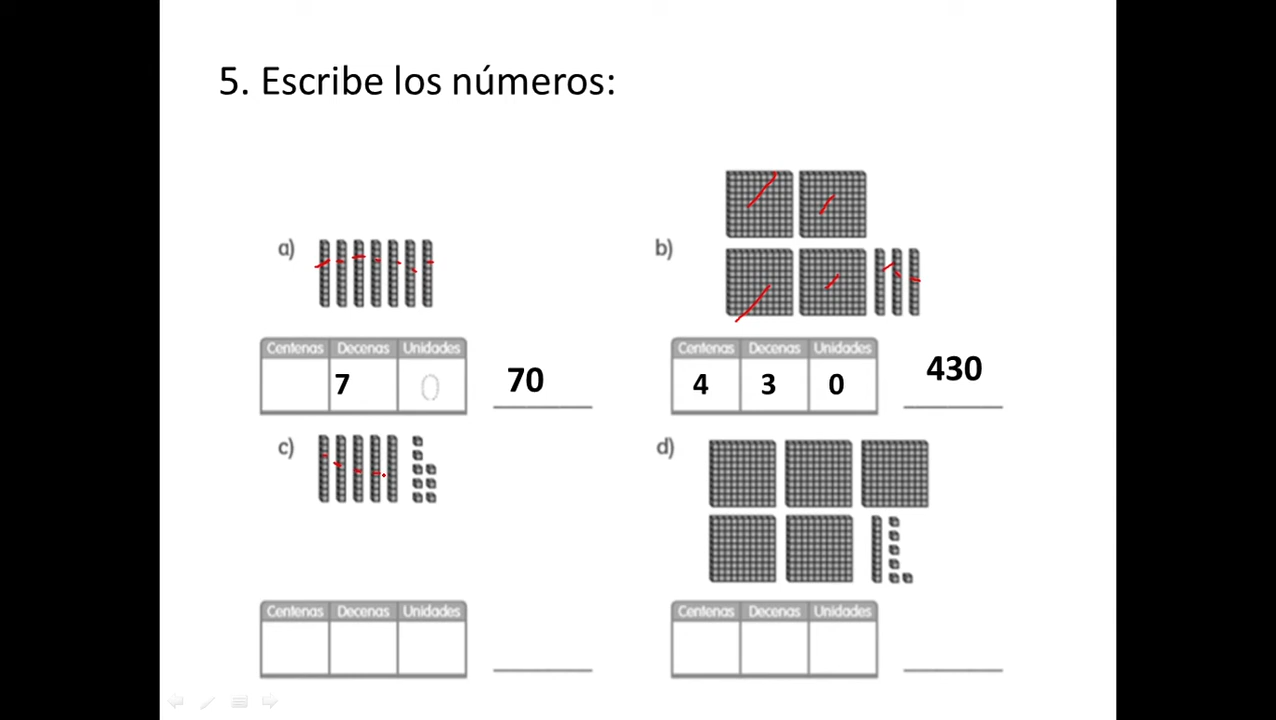 5. Escribe los números:
a)
Centenas Decenas Unidades
7 0
70
b)
Centenas Decenas Unidades
4 3 0
430
c)
Centenas Decenas Unidades
d)
Centenas Decenas Unidades